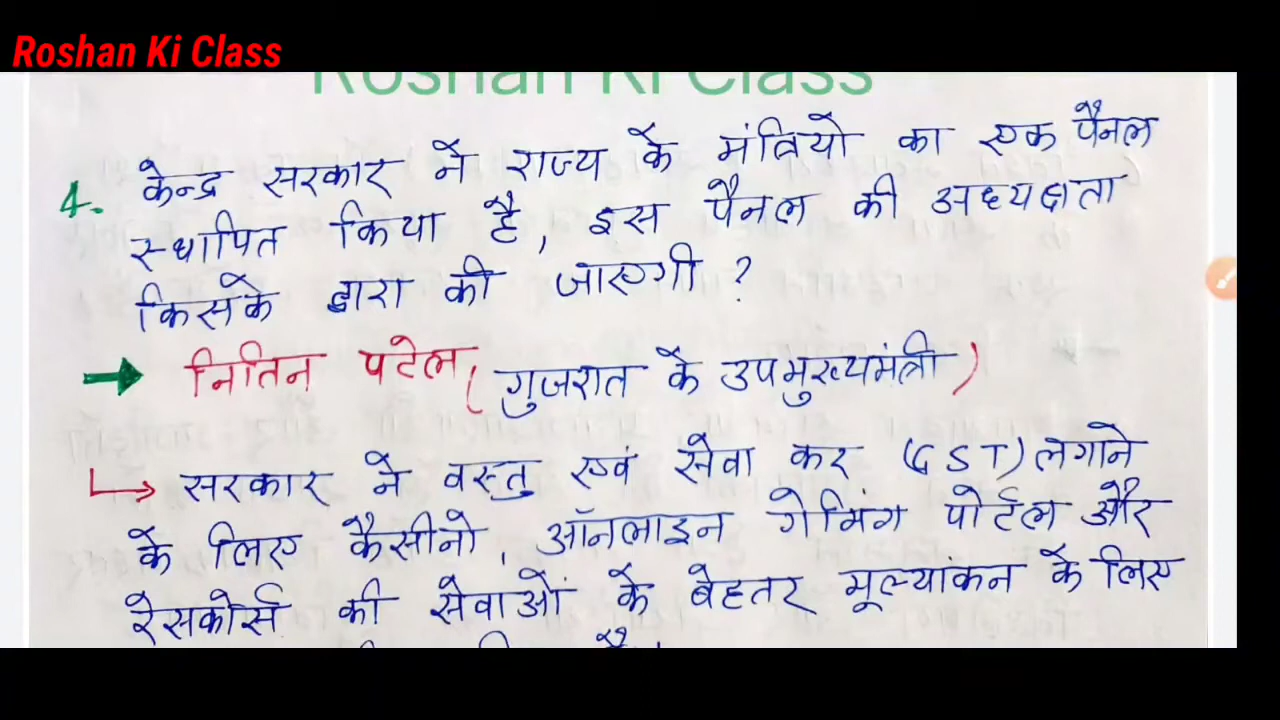 Roshan Ki Class
Roshan Ki Class
4. केन्द्र सरकार ने राज्य के मंत्रियों का एक पैनल
स्थापित किया है, इस पैनल की अध्यक्षता
किसके द्वारा की जाएगी ?
नितिन पटेल ( गुजरात के उपमुख्यमंत्री )
सरकार ने वस्तु एवं सेवा कर (GST) लगाने
के लिए कैसीनो, ऑनलाइन गेमिंग पोर्टल और
रेसकोर्स की सेवाओं के बेहतर मूल्यांकन के लिए